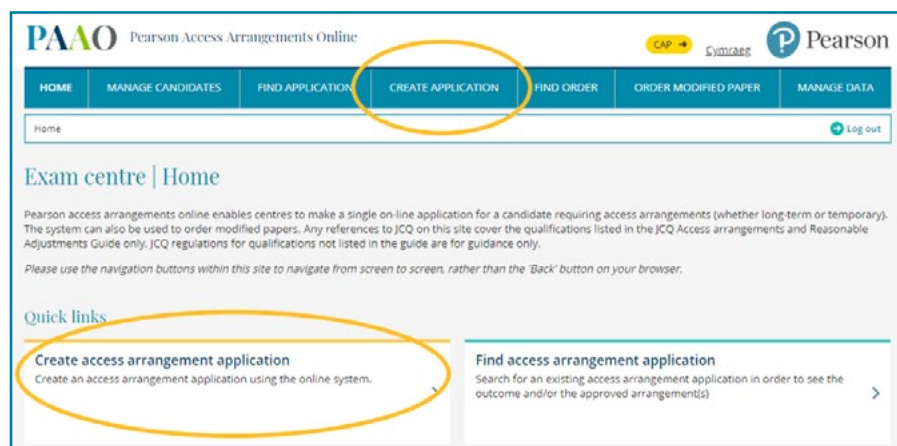 PAAO Pearson Access Arrangements Online
CAP → Cymraeg
P Pearson
HOME MANAGE CANDIDATES FIND APPLICATION CREATE APPLICATION FIND ORDER ORDER MODIFIED PAPER MANAGE DATA
Home Log out
Exam centre | Home
Pearson access arrangements online enables centres to make a single on-line application for a candidate requiring access arrangements (whether long-term or temporary).
The system can also be used to order modified papers. Any references to JCQ on this site cover the qualifications listed in the JCQ Access arrangements and Reasonable
Adjustments Guide only. JCQ regulations for qualifications not listed in the guide are for guidance only.
Please use the navigation buttons within this site to navigate from screen to screen, rather than the 'Back' button on your browser.
Quick links
Create access arrangement application
Create an access arrangement application using the online system.
Find access arrangement application
Search for an existing access arrangement application in order to see the
outcome and/or the approved arrangement(s)